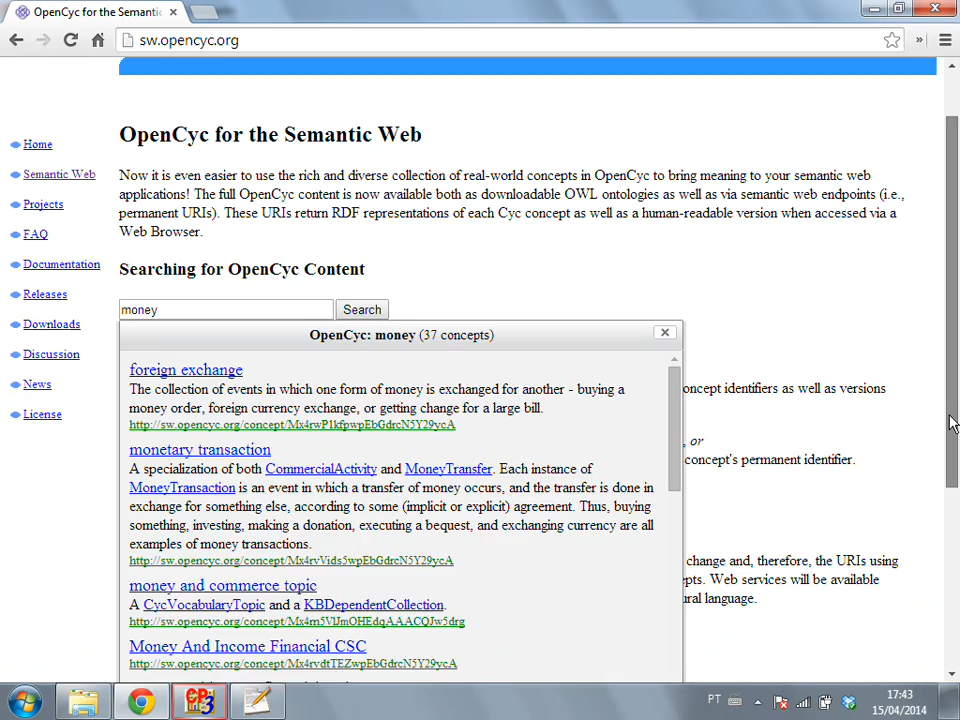 OpenCyc for the Semantic
sw.opencyc.org
OpenCyc for the Semantic Web
Home
Semantic Web
Projects
FAQ
Documentation
Releases
Downloads
Discussion
News
License
Now it is even easier to use the rich and diverse collection of real-world concepts in OpenCyc to bring meaning to your semantic web
applications! The full OpenCyc content is now available both as downloadable OWL ontologies as well as via semantic web endpoints (i.e.,
permanent URIs). These URIs return RDF representations of each Cyc concept as well as a human-readable version when accessed via a
Web Browser.
Searching for OpenCyc Content
money Search
OpenCyc: money (37 concepts)
foreign exchange
The collection of events in which one form of money is exchanged for another - buying a
money order, foreign currency exchange, or getting change for a large bill.
http://sw.opencyc.org/concept/Mx4rwP1kfpwpEbGdrcN5Y29ycA
monetary transaction
A specialization of both CommercialActivity and MoneyTransfer. Each instance of
MoneyTransaction is an event in which a transfer of money occurs, and the transfer is done in
exchange for something else, according to some (implicit or explicit) agreement. Thus, buying
something, investing, making a donation, executing a bequest, and exchanging currency are all
examples of money transactions.
http://sw.opencyc.org/concept/Mx4rvVids5wpEbGdrcN5Y29ycA
money and commerce topic
A CycVocabularyTopic and a KBDependentCollection.
http://sw.opencyc.org/concept/Mx4rn5VlJmOHEdqAAACQJw5drg
Money And Income Financial CSC
http://sw.opencyc.org/concept/Mx4rvdtTEZwpEbGdrcN5Y29ycA
oncept identifiers as well as versions
, or
concept's permanent identifier.
change and, therefore, the URIs using
epts. Web services will be available
ural language.
PT
17:43
15/04/2014